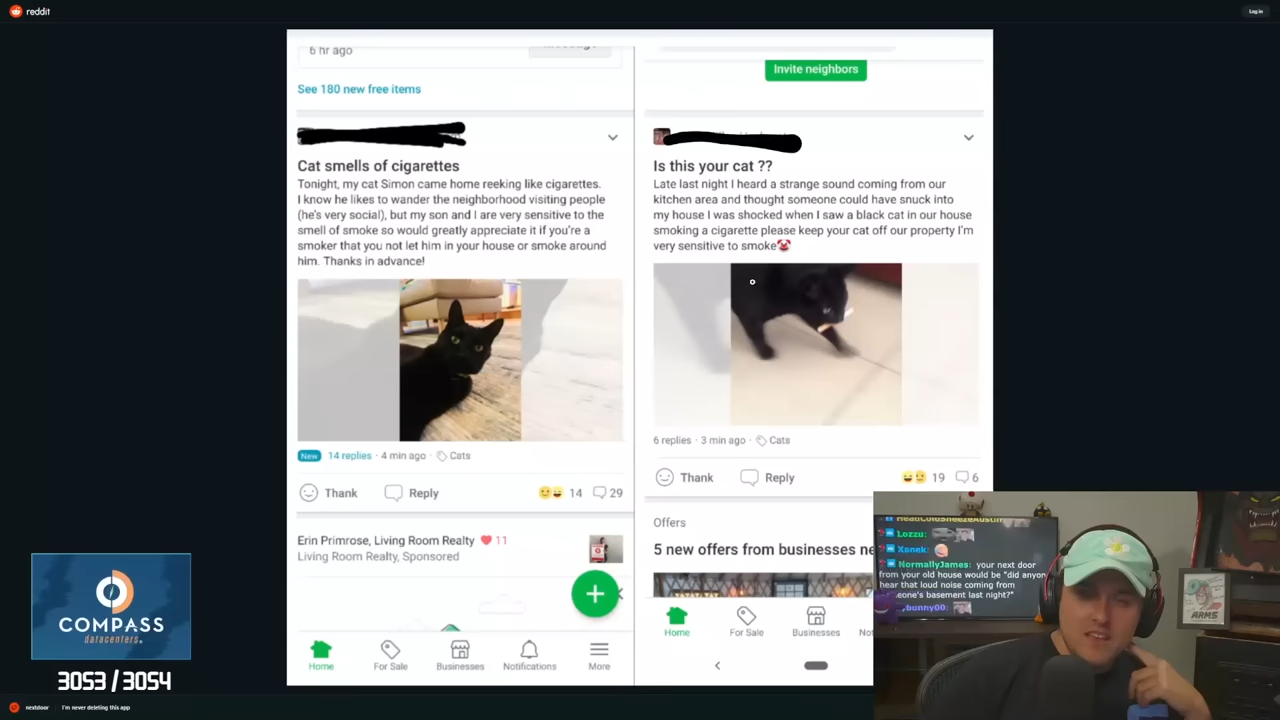 reddit
Log in
6 hr ago
See 180 new free items
Cat smells of cigarettes
Tonight, my cat Simon came home reeking like cigarettes.
I know he likes to wander the neighborhood visiting people
(he's very social), but my son and I are very sensitive to the
smell of smoke so would greatly appreciate it if you're a
smoker that you not let him in your house or smoke around
him. Thanks in advance!
New 14 replies · 4 min ago · Cats
Thank Reply 14 29
Erin Primrose, Living Room Realty 11
Living Room Realty, Sponsored
Home For Sale Businesses Notifications More
Invite neighbors
Is this your cat ??
Late last night I heard a strange sound coming from our
kitchen area and thought someone could have snuck into
my house I was shocked when I saw a black cat in our house
smoking a cigarette please keep your cat off our property I'm
very sensitive to smoke
6 replies · 3 min ago · Cats
Thank Reply 19 6
Offers
5 new offers from businesses ne
Home For Sale Businesses Not
HeadColdSneezeAustin
Lozzu:
Xanek:
NormallyJames: your next door
from your old house would be "did anyon
hear that loud noise coming from
eone's basement last night?"
bunny00:
ARMS
COMPASS
datacenters.
3053 / 3054
nextdoor I'm never deleting this app